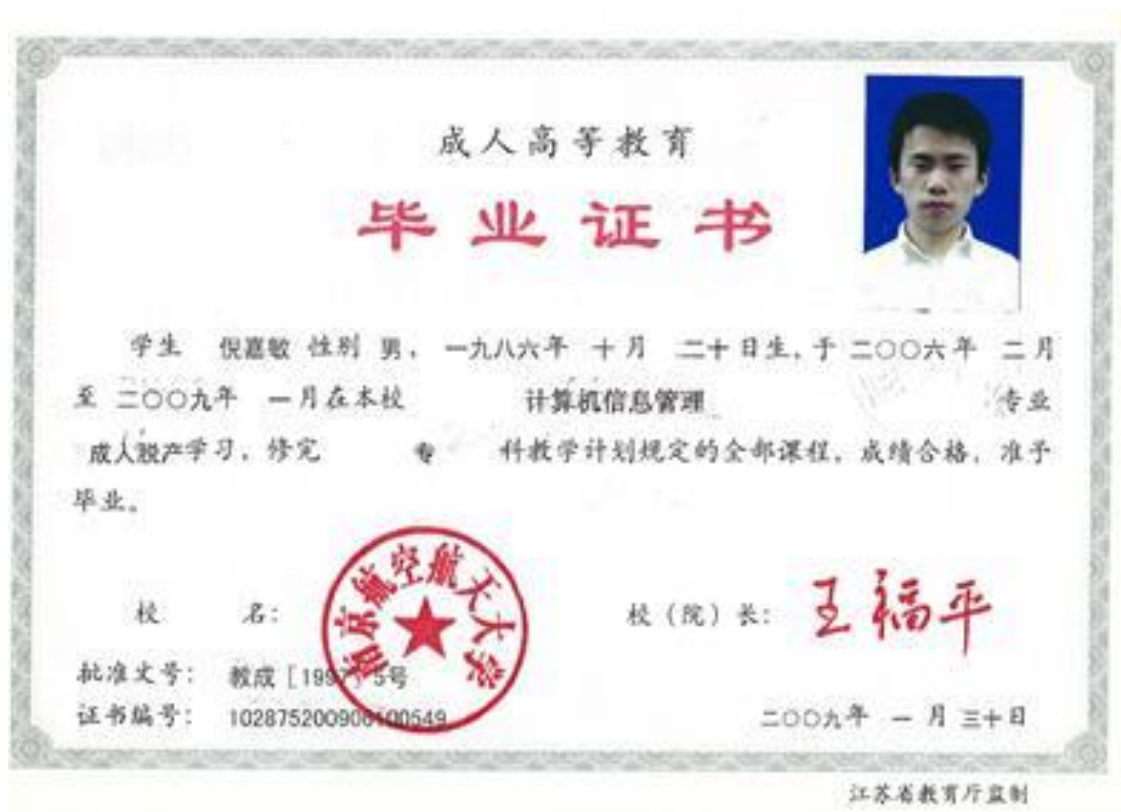 成人高等教育
毕业证书
学生 倪嘉敏 性别 男, 一九八六年 十月 二十日生, 于 二〇〇六年 二月
至 二〇〇九年 一月在本校 计算机信息管理 专业
成人脱产学习, 修完 专 科教学计划规定的全部课程, 成绩合格, 准予
毕业。
南京航空航天大学
校 名: 校 (院) 长: 王福平
批准文号: 教成 [1997] 5号
证书编号: 102875200906100549
二〇〇九年 一月 三十日
江苏省教育厅监制